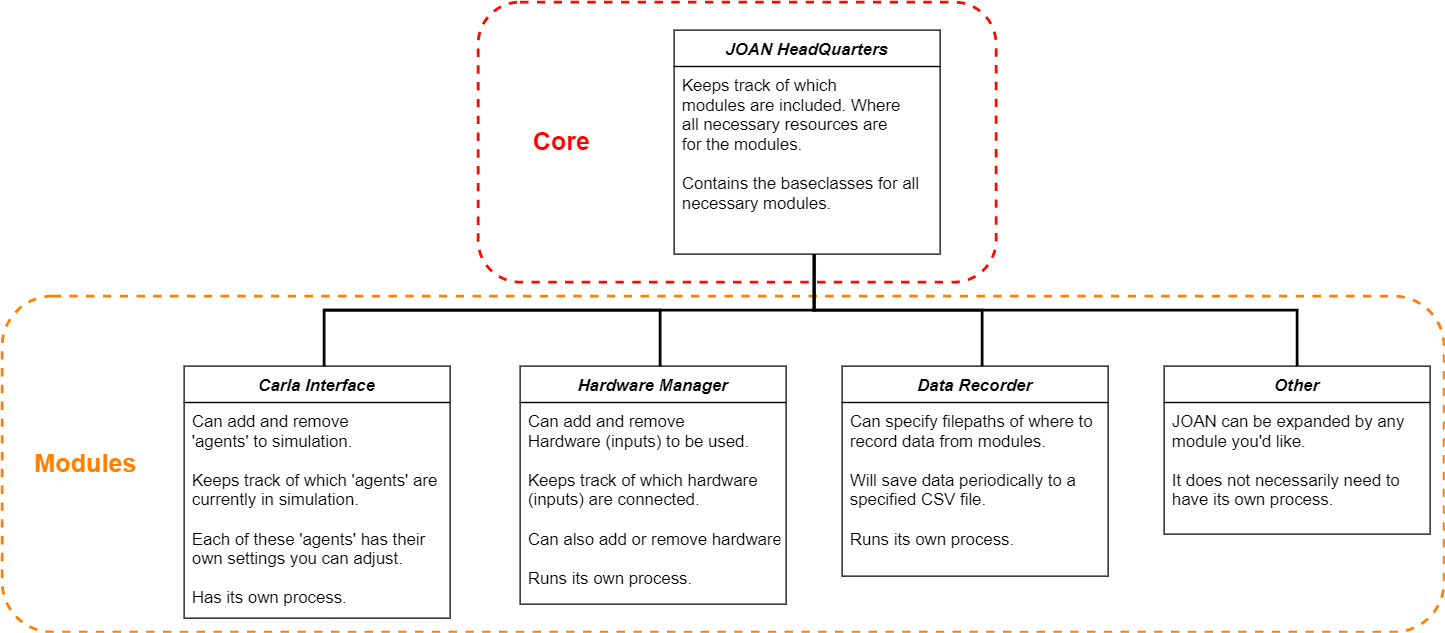 JOAN HeadQuarters
Keeps track of which
modules are included. Where
all necessary resources are
for the modules.
Contains the baseclasses for all
necessary modules.
Core
Modules
Carla Interface
Can add and remove
'agents' to simulation.
Keeps track of which 'agents' are
currently in simulation.
Each of these 'agents' has their
own settings you can adjust.
Has its own process.
Hardware Manager
Can add and remove
Hardware (inputs) to be used.
Keeps track of which hardware
(inputs) are connected.
Can also add or remove hardware
Runs its own process.
Data Recorder
Can specify filepaths of where to
record data from modules.
Will save data periodically to a
specified CSV file.
Runs its own process.
Other
JOAN can be expanded by any
module you'd like.
It does not necessarily need to
have its own process.